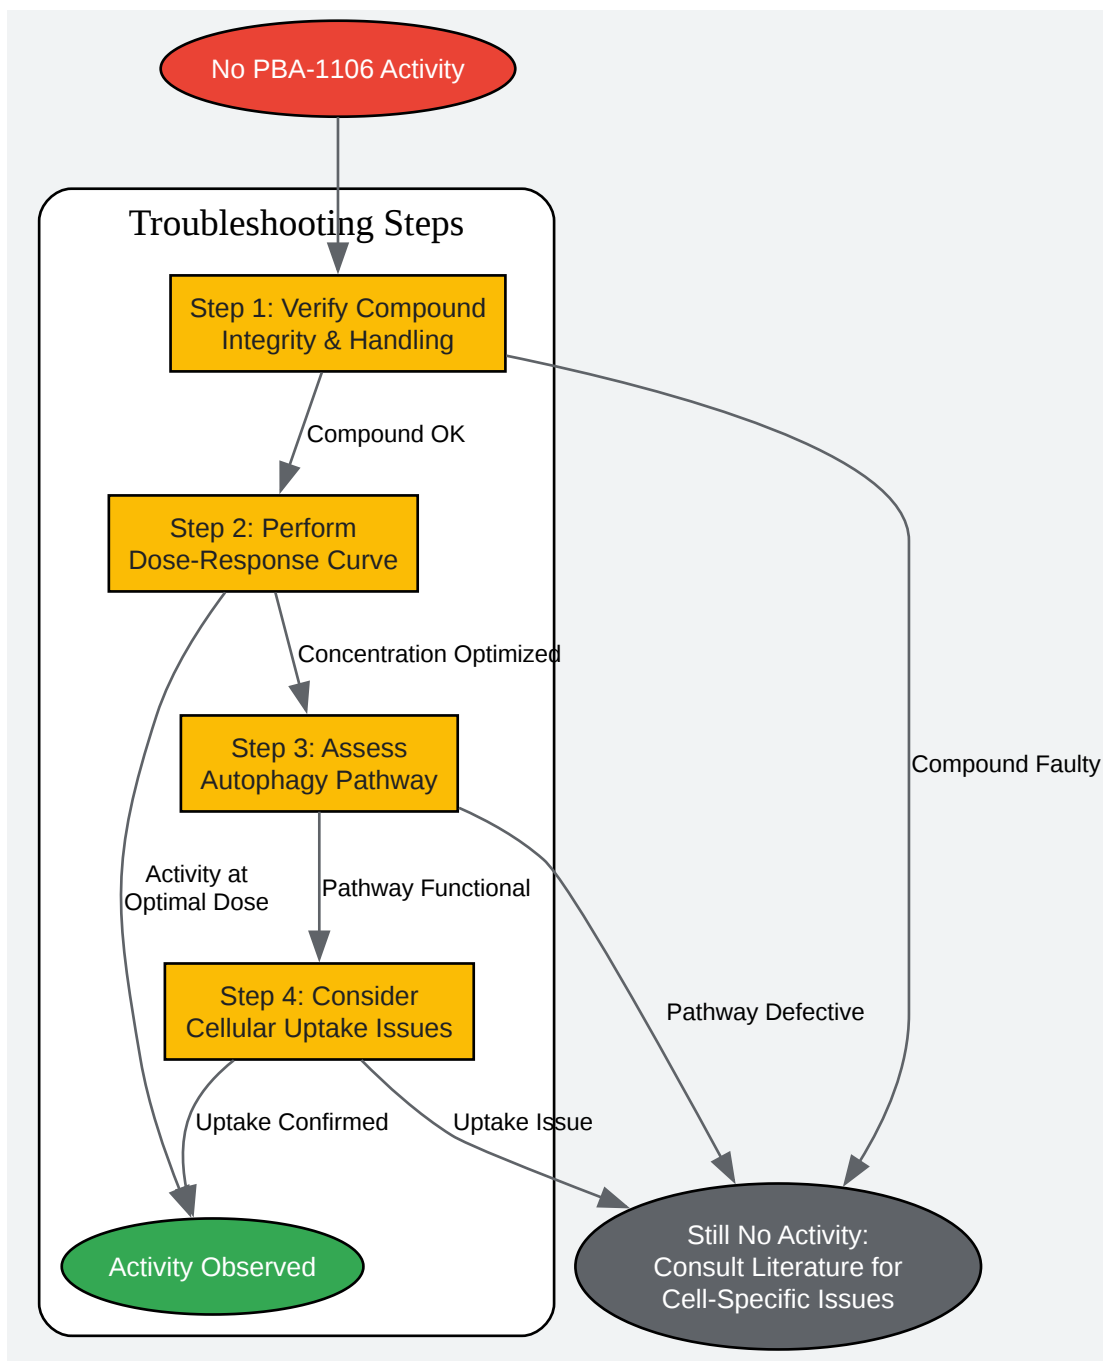 No PBA-1106 Activity
Troubleshooting Steps
Step 1: Verify Compound
Integrity & Handling
Compound OK
Step 2: Perform
Dose-Response Curve
Concentration Optimized
Step 3: Assess
Autophagy Pathway
Compound Faulty
Activity at
Optimal Dose
Pathway Functional
Step 4: Consider
Cellular Uptake Issues
Pathway Defective
Uptake Confirmed
Uptake Issue
Activity Observed
Still No Activity:
Consult Literature for
Cell-Specific Issues